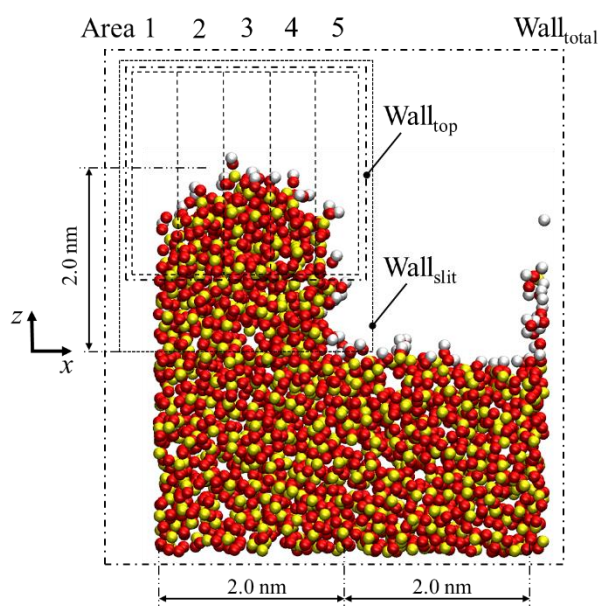 Area 1 2 3 4 5 Wall_total
Wall_top
2.0 nm
Wall_slit
z
x
2.0 nm 2.0 nm